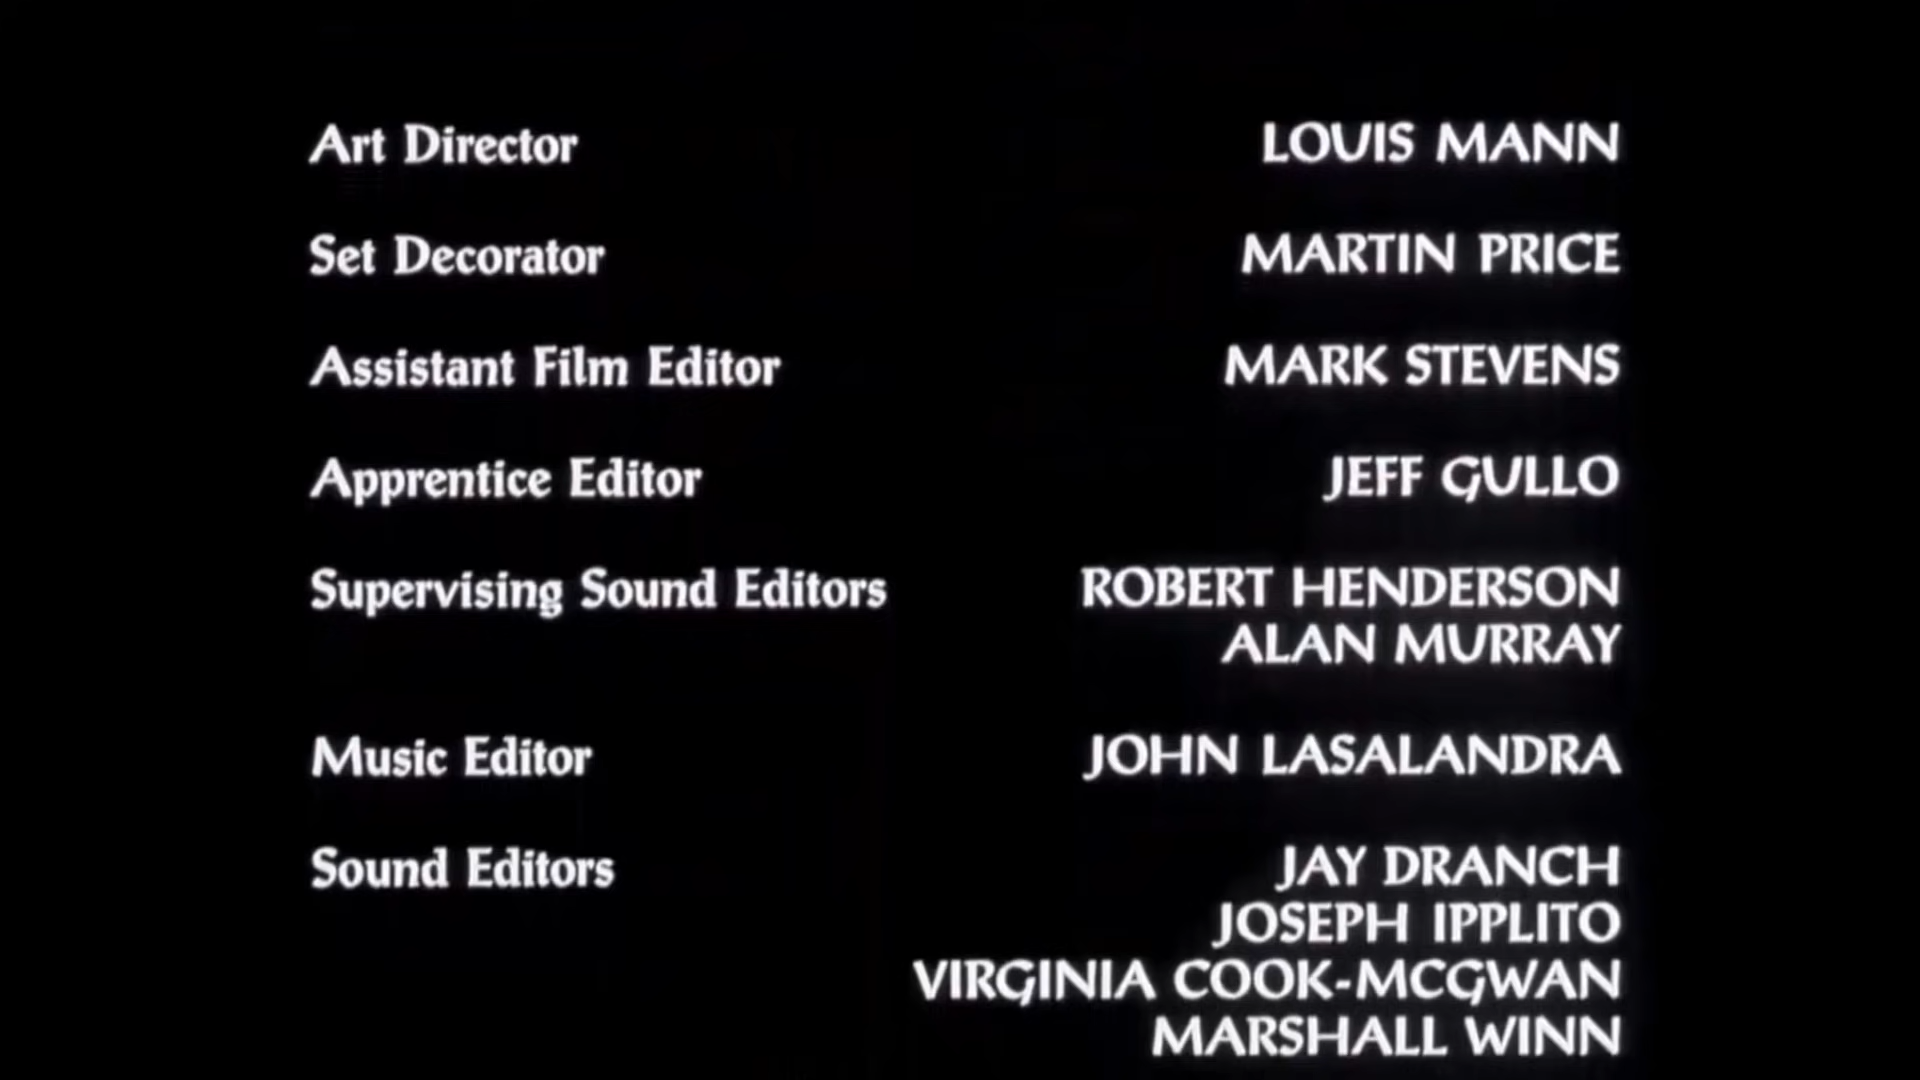 Art Director LOUIS MANN
Set Decorator MARTIN PRICE
Assistant Film Editor MARK STEVENS
Apprentice Editor JEFF GULLO
Supervising Sound Editors ROBERT HENDERSON
ALAN MURRAY
Music Editor JOHN LASALANDRA
Sound Editors JAY DRANCH
JOSEPH IPPLITO
VIRGINIA COOK-MCGWAN
MARSHALL WINN